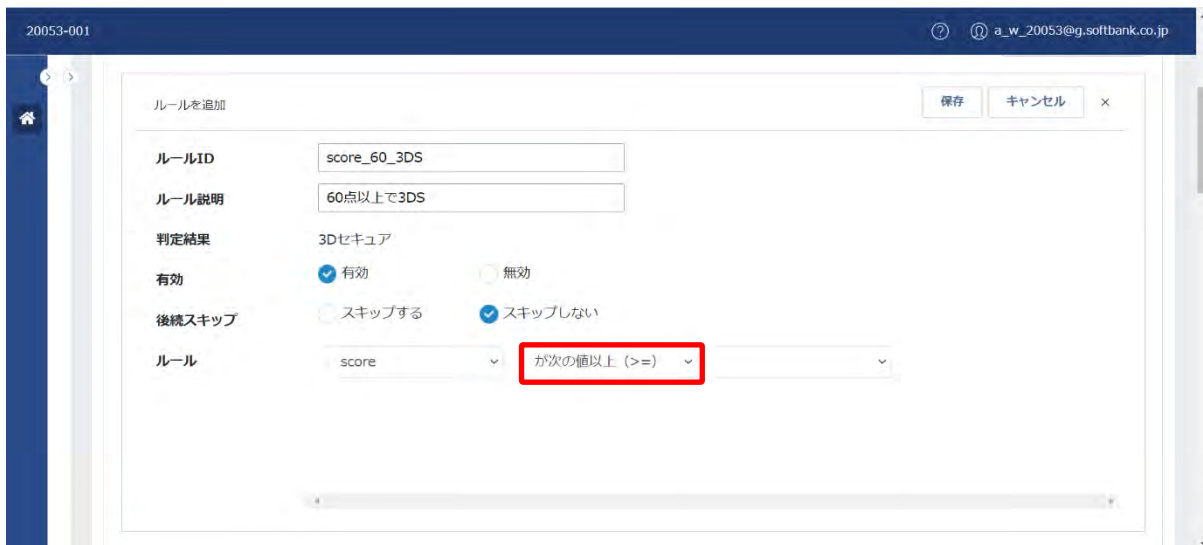 20053-001
a_w_20053@g.softbank.co.jp
ルールを追加
保存 キャンセル ×
ルールID score_60_3DS
ルール説明 60点以上で3DS
判定結果 3Dセキュア
有効 有効 無効
後続スキップ スキップする スキップしない
ルール score が次の値以上（>=）